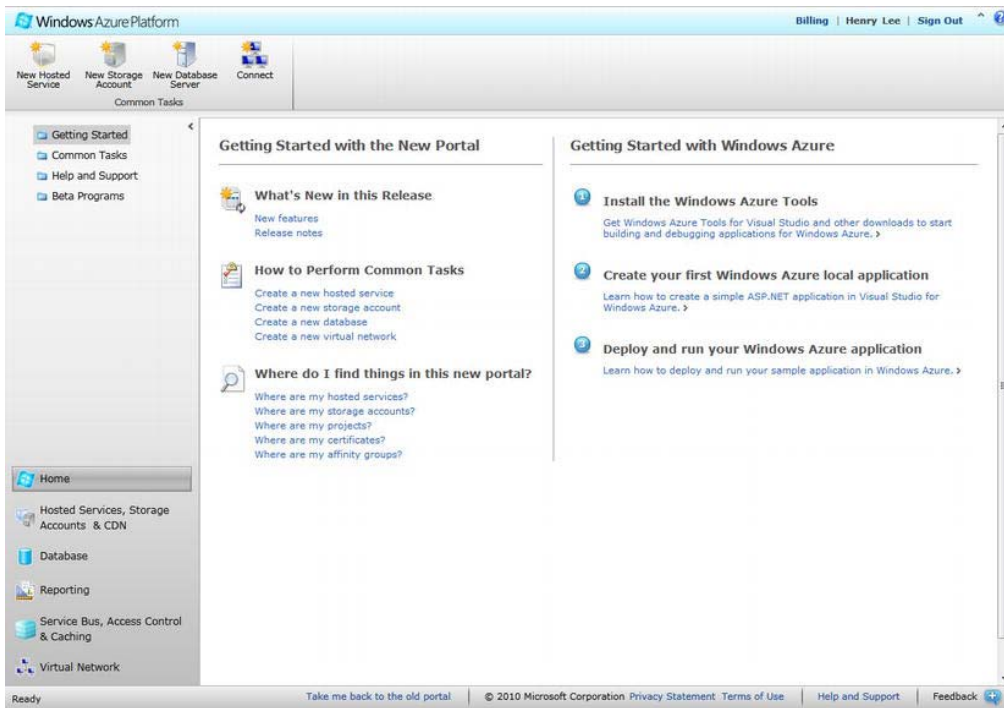 Windows Azure Platform
Billing | Henry Lee | Sign Out
New Hosted Service
New Storage Account
New Database Server
Connect
Common Tasks
Getting Started
Common Tasks
Help and Support
Beta Programs
Getting Started with the New Portal
What's New in this Release
New features
Release notes
How to Perform Common Tasks
Create a new hosted service
Create a new storage account
Create a new database
Create a new virtual network
Where do I find things in this new portal?
Where are my hosted services?
Where are my storage accounts?
Where are my projects?
Where are my certificates?
Where are my affinity groups?
Getting Started with Windows Azure
1
Install the Windows Azure Tools
Get Windows Azure Tools for Visual Studio and other downloads to start
building and debugging applications for Windows Azure. >
2
Create your first Windows Azure local application
Learn how to create a simple ASP.NET application in Visual Studio for
Windows Azure. >
3
Deploy and run your Windows Azure application
Learn how to deploy and run your sample application in Windows Azure. >
Home
Hosted Services, Storage
Accounts & CDN
Database
Reporting
Service Bus, Access Control
& Caching
Virtual Network
Ready
Take me back to the old portal
© 2010 Microsoft Corporation Privacy Statement Terms of Use
Help and Support
Feedback